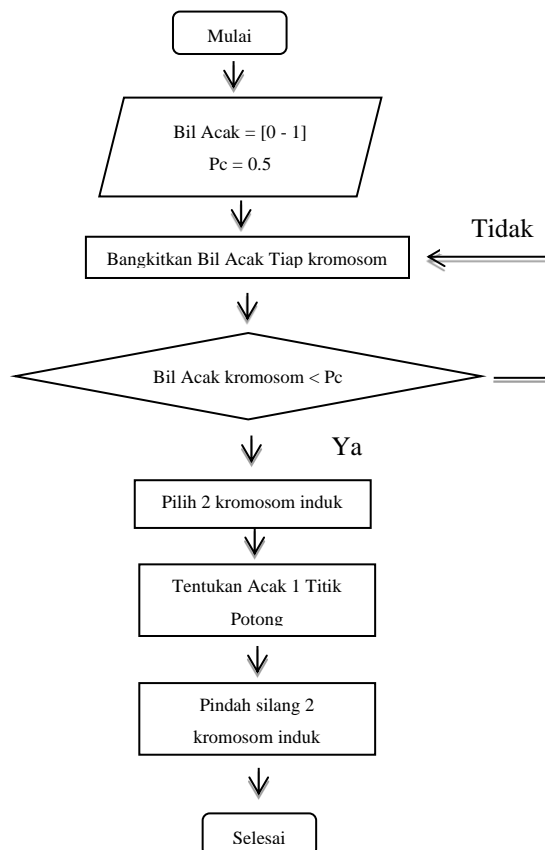 Mulai
Bil Acak = [0 - 1]
Pc = 0.5
Tidak
Bangkitkan Bil Acak Tiap kromosom
Bil Acak kromosom < Pc
Ya
Pilih 2 kromosom induk
Tentukan Acak 1 Titik
Potong
Pindah silang 2
kromosom induk
Selesai